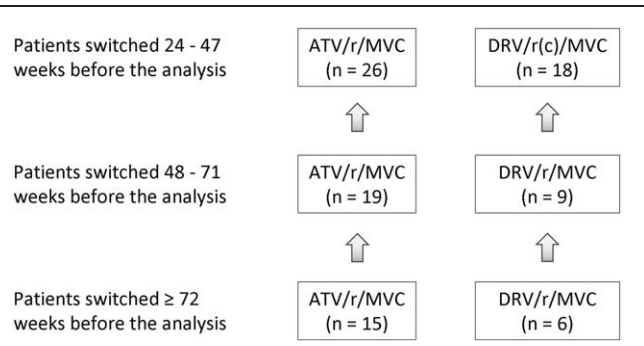 Patients switched 24 - 47
weeks before the analysis
ATV/r/MVC
(n = 26)
DRV/r(c)/MVC
(n = 18)
Patients switched 48 - 71
weeks before the analysis
ATV/r/MVC
(n = 19)
DRV/r/MVC
(n = 9)
Patients switched ≥ 72
weeks before the analysis
ATV/r/MVC
(n = 15)
DRV/r/MVC
(n = 6)